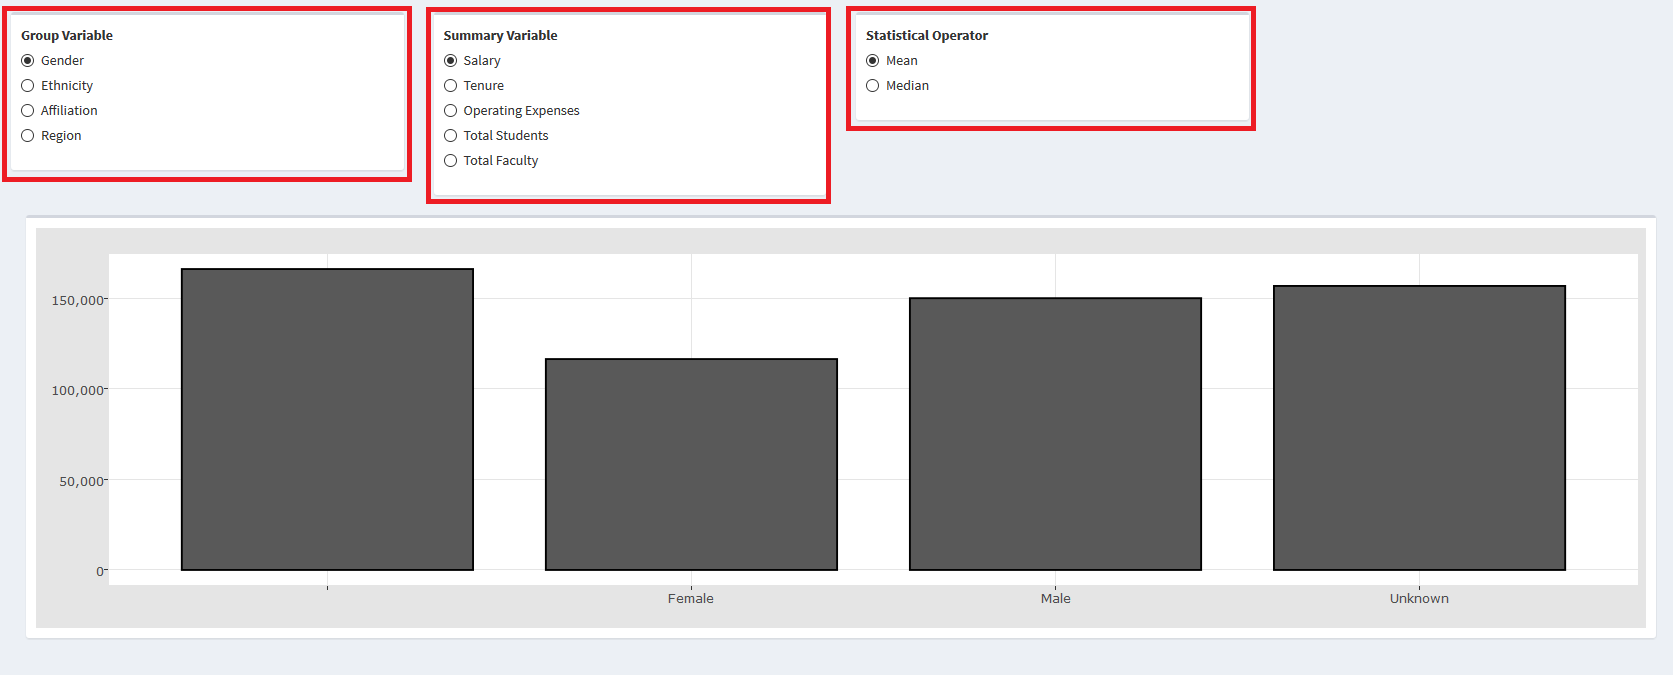 Group Variable
Gender
Ethnicity
Affiliation
Region
Summary Variable
Salary
Tenure
Operating Expenses
Total Students
Total Faculty
Statistical Operator
Mean
Median
150,000
100,000
50,000
0
Female
Male
Unknown